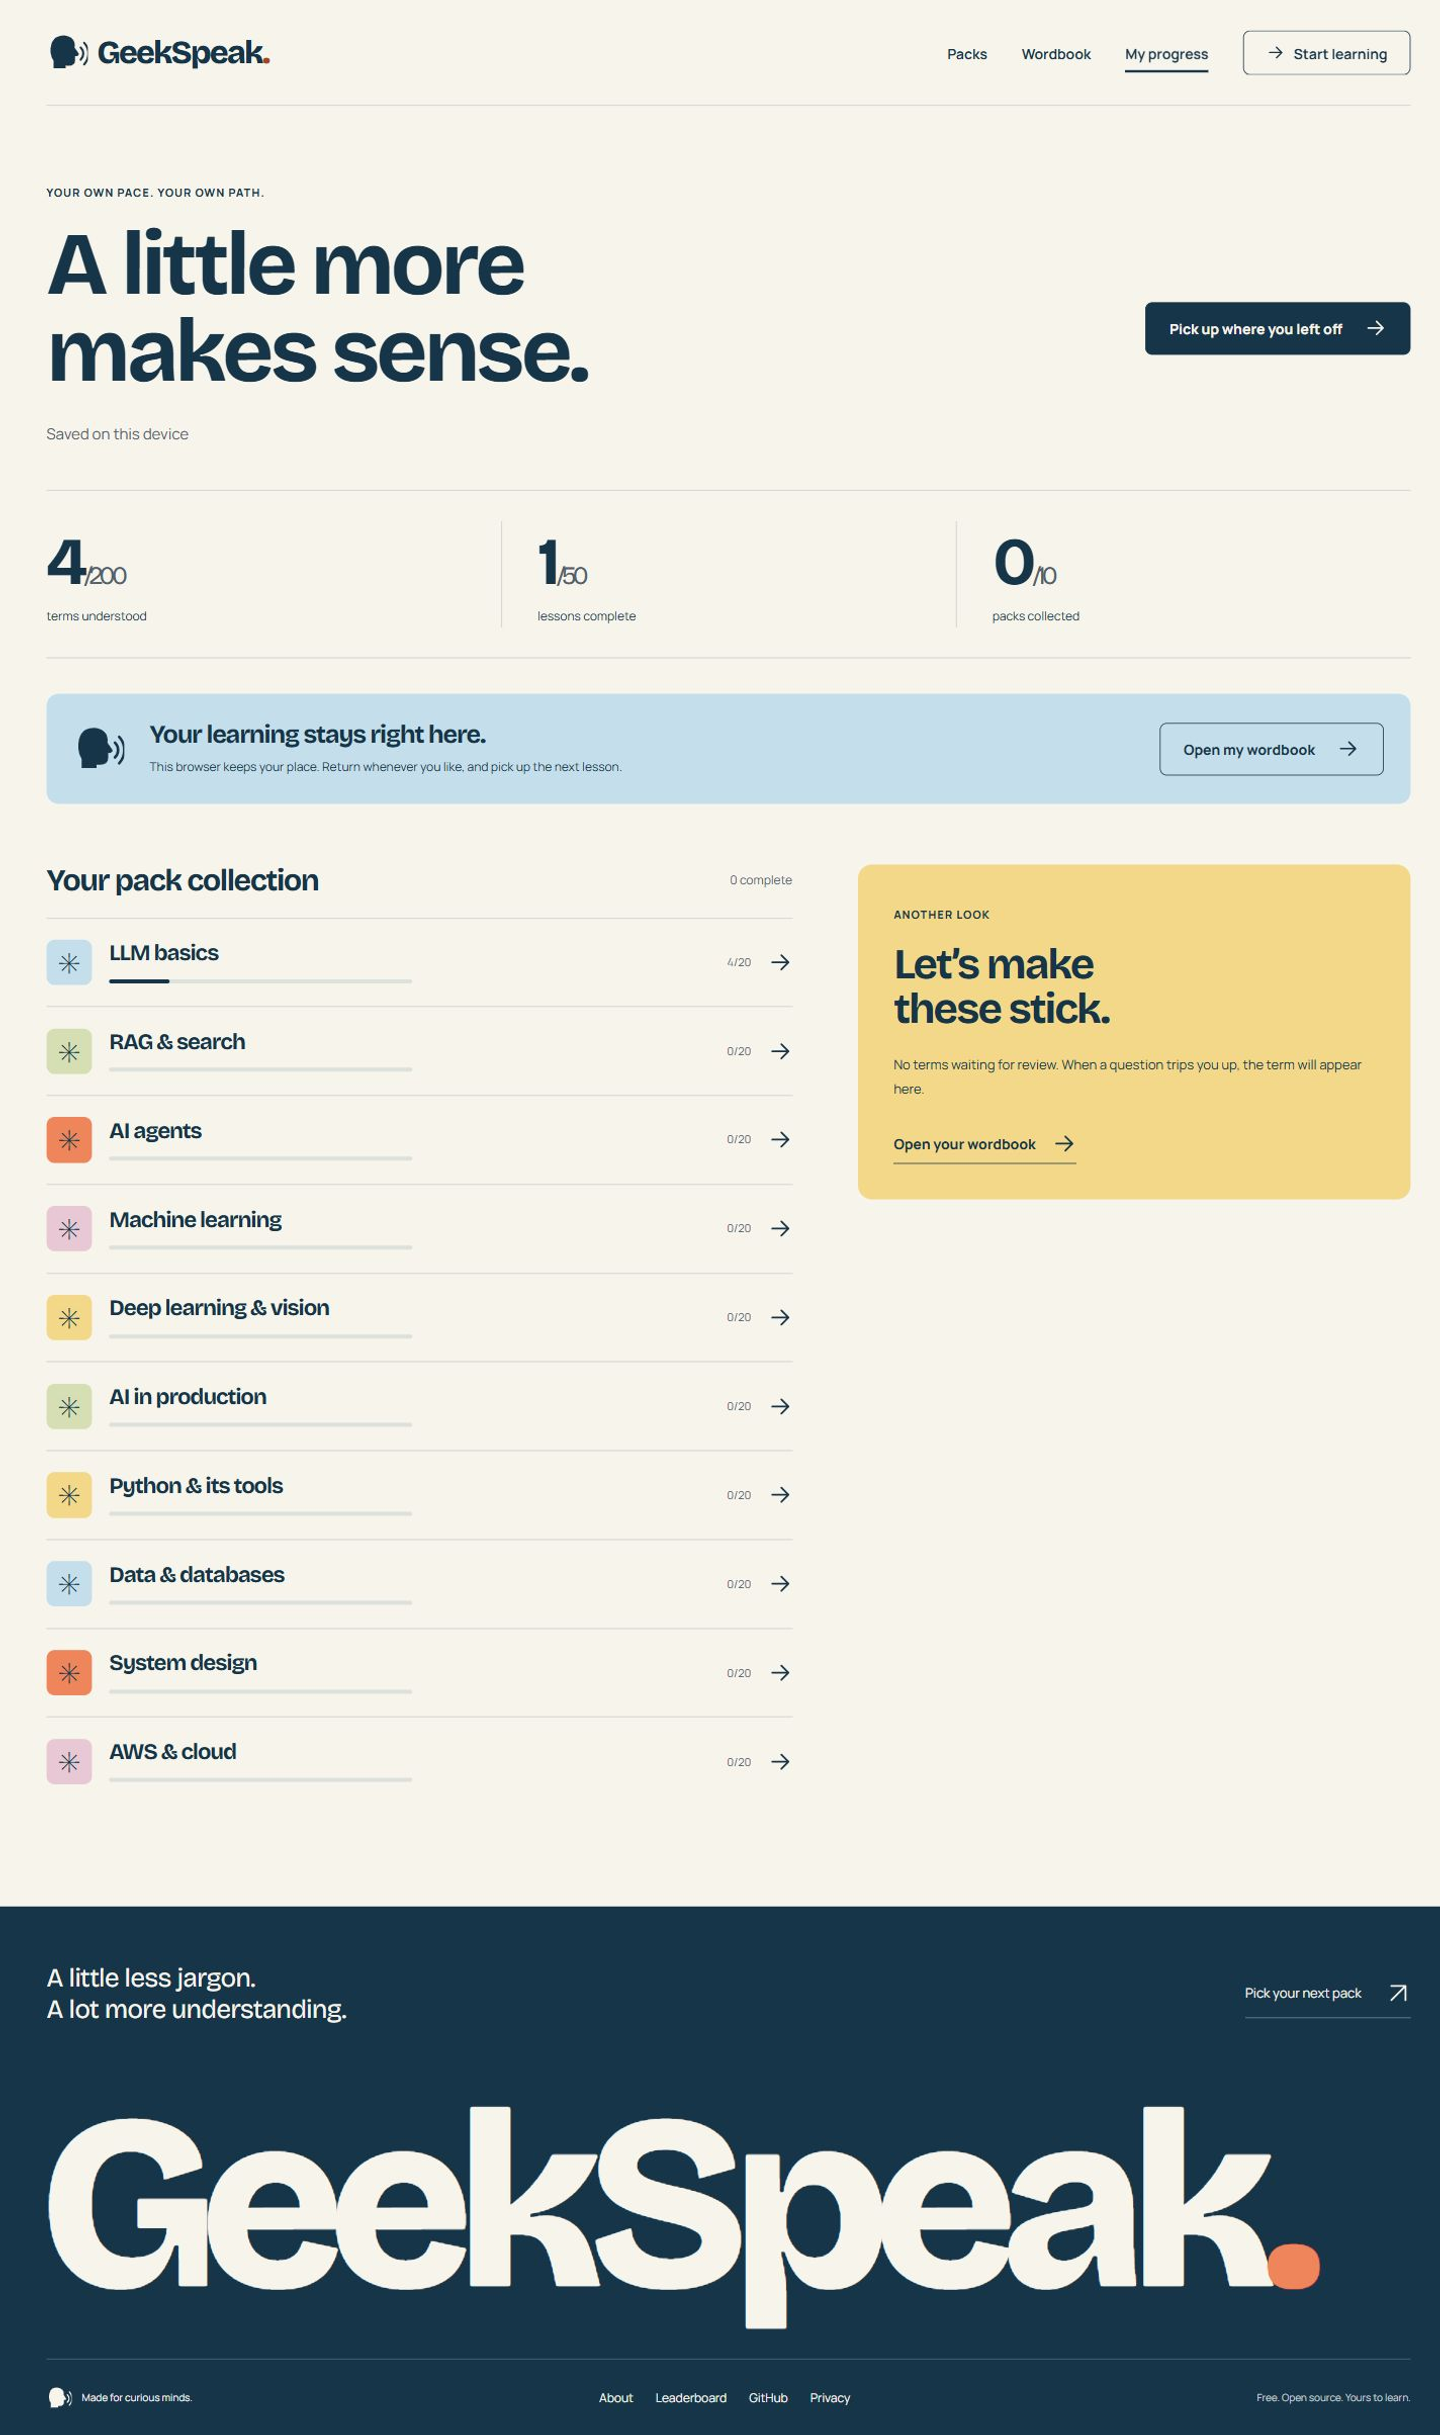 GeekSpeak.
Packs
Wordbook
My progress
Start learning
YOUR OWN PACE. YOUR OWN PATH.
A little more
makes sense.
Pick up where you left off
Saved on this device
4/200
terms understood
1/50
lessons complete
0/10
packs collected
Your learning stays right here.
This browser keeps your place. Return whenever you like, and pick up the next lesson.
Open my wordbook
Your pack collection
0 complete
LLM basics
4/20
RAG & search
0/20
AI agents
0/20
Machine learning
0/20
Deep learning & vision
0/20
AI in production
0/20
Python & its tools
0/20
Data & databases
0/20
System design
0/20
AWS & cloud
0/20
ANOTHER LOOK
Let's make
these stick.
No terms waiting for review. When a question trips you up, the term will appear
here.
Open your wordbook
A little less jargon.
A lot more understanding.
Pick your next pack
GeekSpeak.
Made for curious minds.
About
Leaderboard
GitHub
Privacy
Free. Open source. Yours to learn.